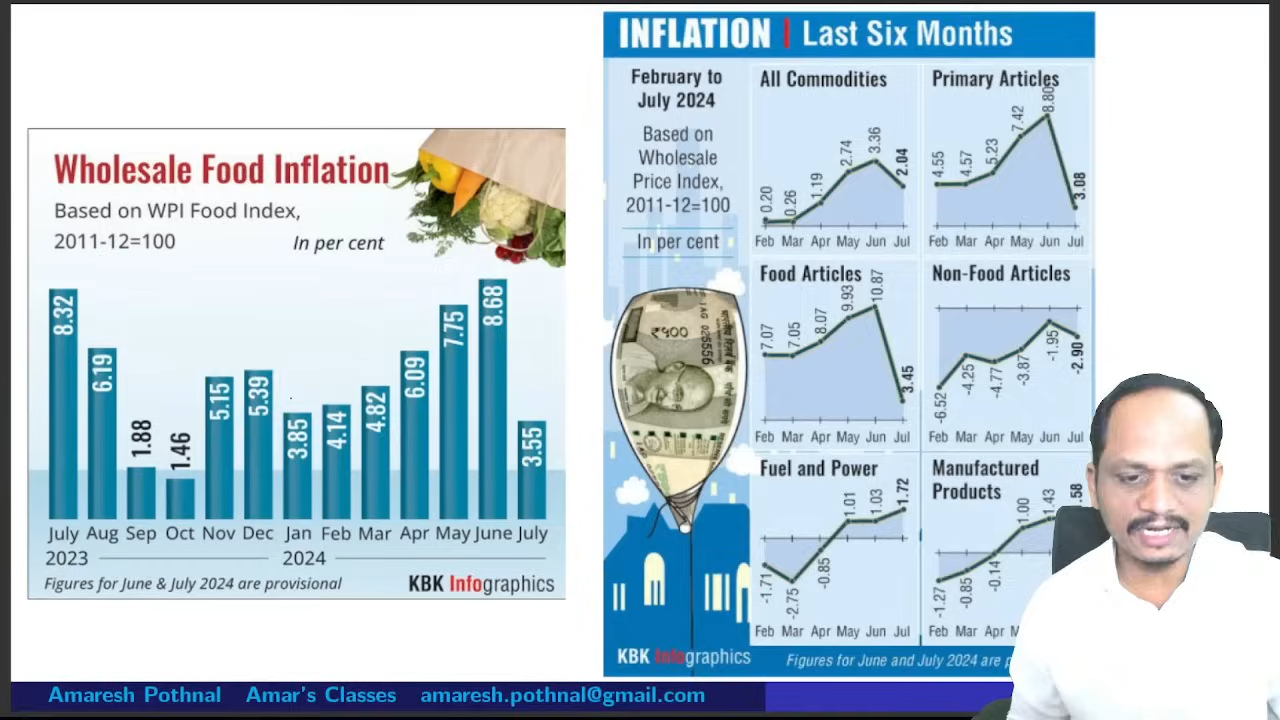 Wholesale Food Inflation
Based on WPI Food Index,
2011-12=100
In per cent
8.32
6.19
1.88
1.46
5.15
5.39
3.85
4.14
4.82
6.09
7.75
8.68
3.55
July Aug Sep Oct Nov Dec Jan Feb Mar Apr May June July
2023 2024
Figures for June & July 2024 are provisional
KBK Infographics
INFLATION | Last Six Months
February to
July 2024
Based on
Wholesale
Price Index,
2011-12=100
In per cent
₹500
KBK Infographics
All Commodities
0.20
0.26
1.19
2.74
3.36
2.04
Feb Mar Apr May Jun Jul
Primary Articles
4.55
4.57
5.23
7.42
8.80
3.08
Feb Mar Apr May Jun Jul
Food Articles
7.07
7.05
8.07
9.93
10.87
3.45
Feb Mar Apr May Jun Jul
Non-Food Articles
-6.52
-4.25
-4.77
-3.87
-1.95
-2.90
Feb Mar Apr May Jun Jul
Fuel and Power
-1.71
-2.75
-0.85
1.01
1.03
1.72
Feb Mar Apr May Jun Jul
Manufactured
Products
-1.27
-0.85
-0.14
1.00
1.43
.58
Feb Mar Apr
Figures for June and July 2024 are
Amaresh Pothnal Amar's Classes amaresh.pothnal@gmail.com